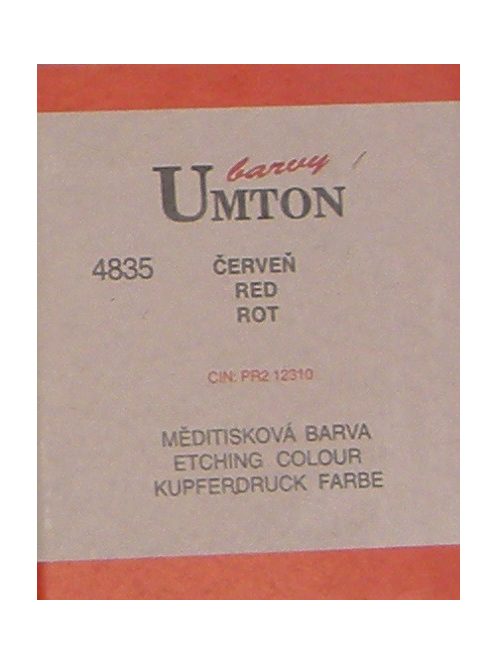 barvy
UMTON
4835 ČERVEŇ
RED
ROT
CIN: PR2 12310
MĚDITISKOVÁ BARVA
ETCHING COLOUR
KUPFERDRUCK FARBE